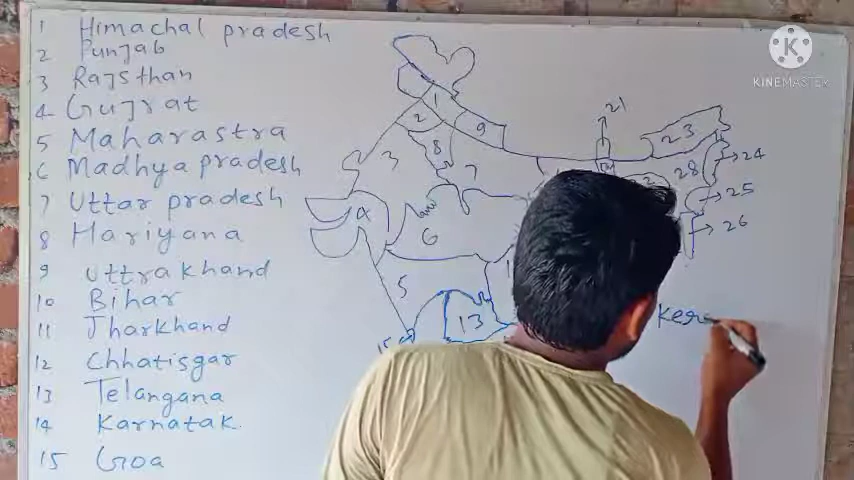 1 Himachal pradesh
2 Punjab
3 Rajsthan
4 Gujrat
5 Maharastra
6 Madhya pradesh
7 Uttar pradesh
8 Hariyana
9 Uttrakhand
10 Bihar
11 Jharkhand
12 Chhatisgar
13 Telangana
14 Karnatak
15 Goa
1
2
9
3
8
7
6
5
13
15
21
23
28
24
25
26
Kera
K
KINEMASTER